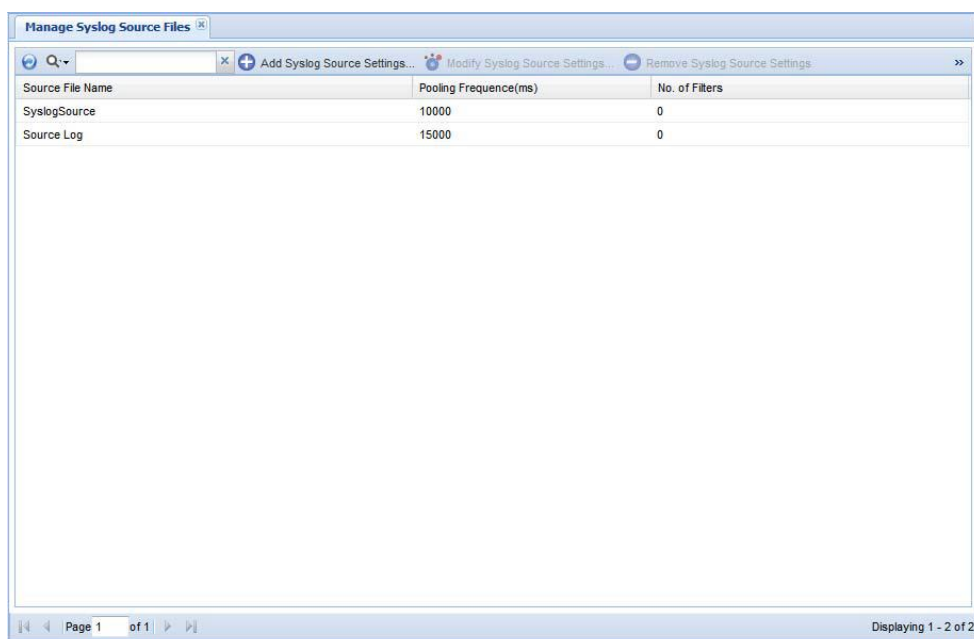 Manage Syslog Source Files
Add Syslog Source Settings... Modify Syslog Source Settings... Remove Syslog Source Settings »
Source File Name Pooling Frequence(ms) No. of Filters
SyslogSource 10000 0
Source Log 15000 0
Page 1 of 1 Displaying 1 - 2 of 2